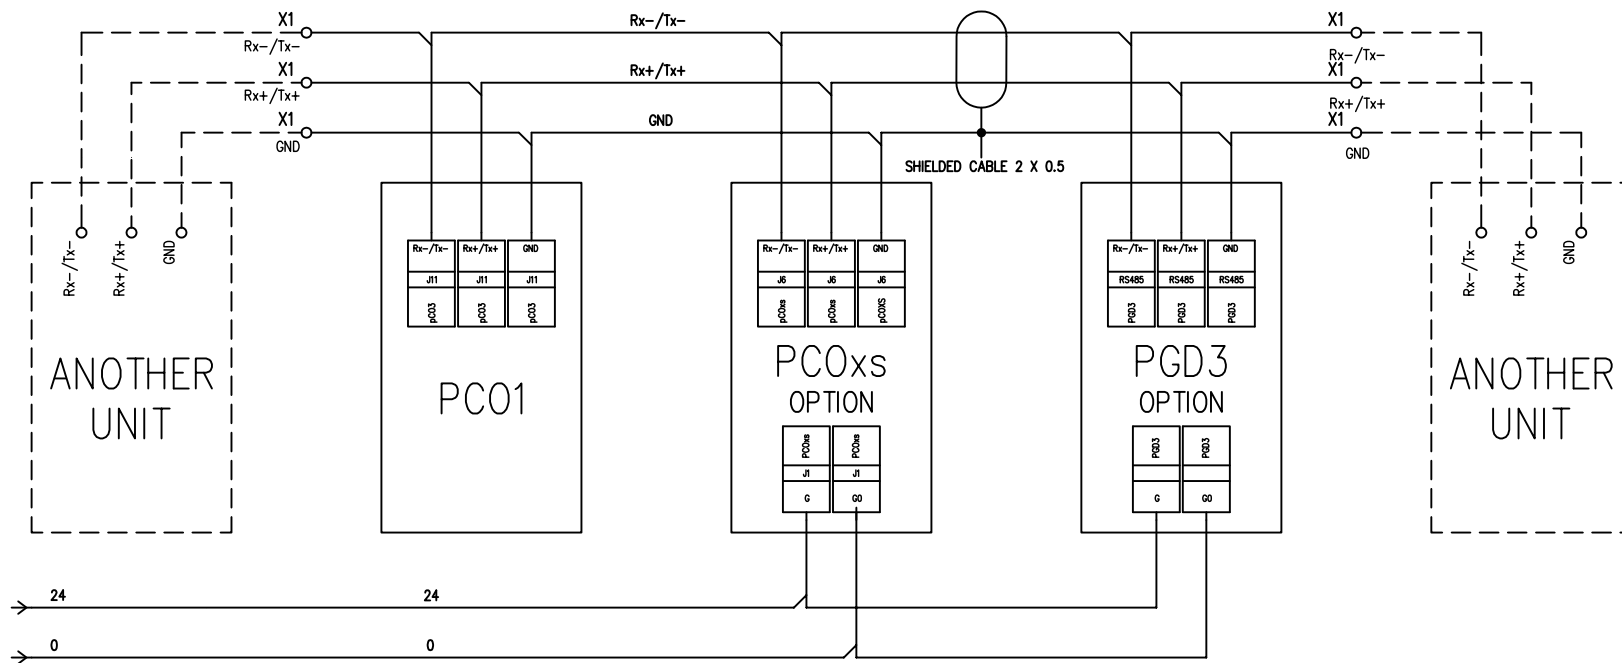 X1 Rx-/Tx- X1
Rx-/Tx- Rx-/Tx-
X1 Rx+/Tx+ X1
Rx+/Tx+ Rx+/Tx+
X1 GND X1
GND GND
SHIELDED CABLE 2 X 0.5
Rx-/Tx- Rx+/Tx+ GND
Rx-/Tx- Rx+/Tx+ GND
J11 J11 J11
pCO3 pCO3 pCO3
Rx-/Tx- Rx+/Tx+ GND
J6 J6 J6
pCOxs pCOxs pCOXS
Rx-/Tx- Rx+/Tx+ GND
RS485 RS485 RS485
PGD3 PGD3 PGD3
Rx-/Tx- Rx+/Tx+ GND
ANOTHER
UNIT
PCO1
PCOxs
OPTION
PCOxs PCOxs
J1 J1
G G0
PGD3
OPTION
PGD3 PGD3
G G0
ANOTHER
UNIT
24 24
0 0